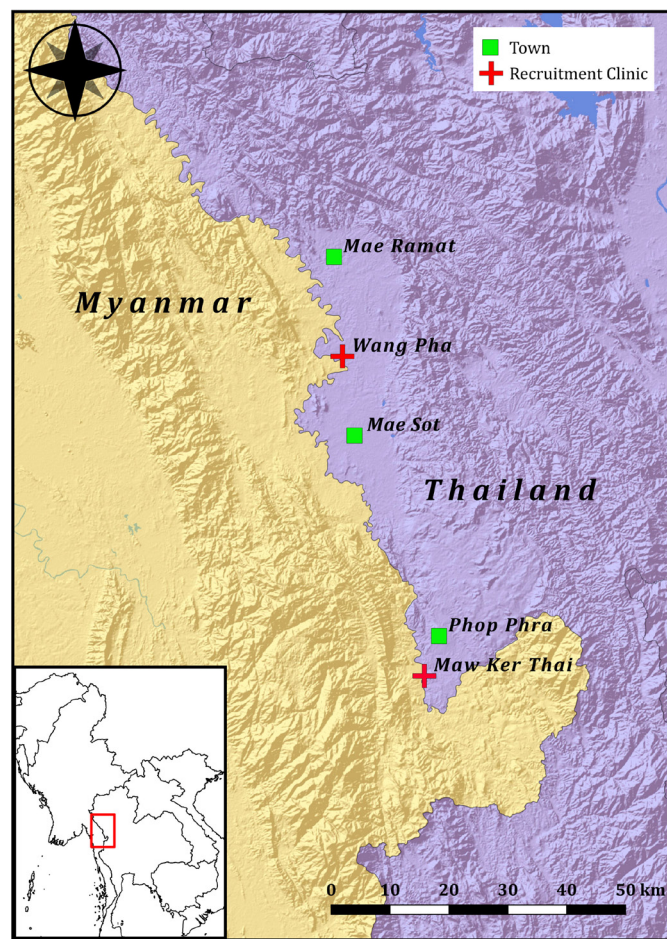 Town
Recruitment Clinic
Mae Ramat
Myanmar
Wang Pha
Mae Sot
Thailand
Phop Phra
Maw Ker Thai
0 10 20 30 40 50 km